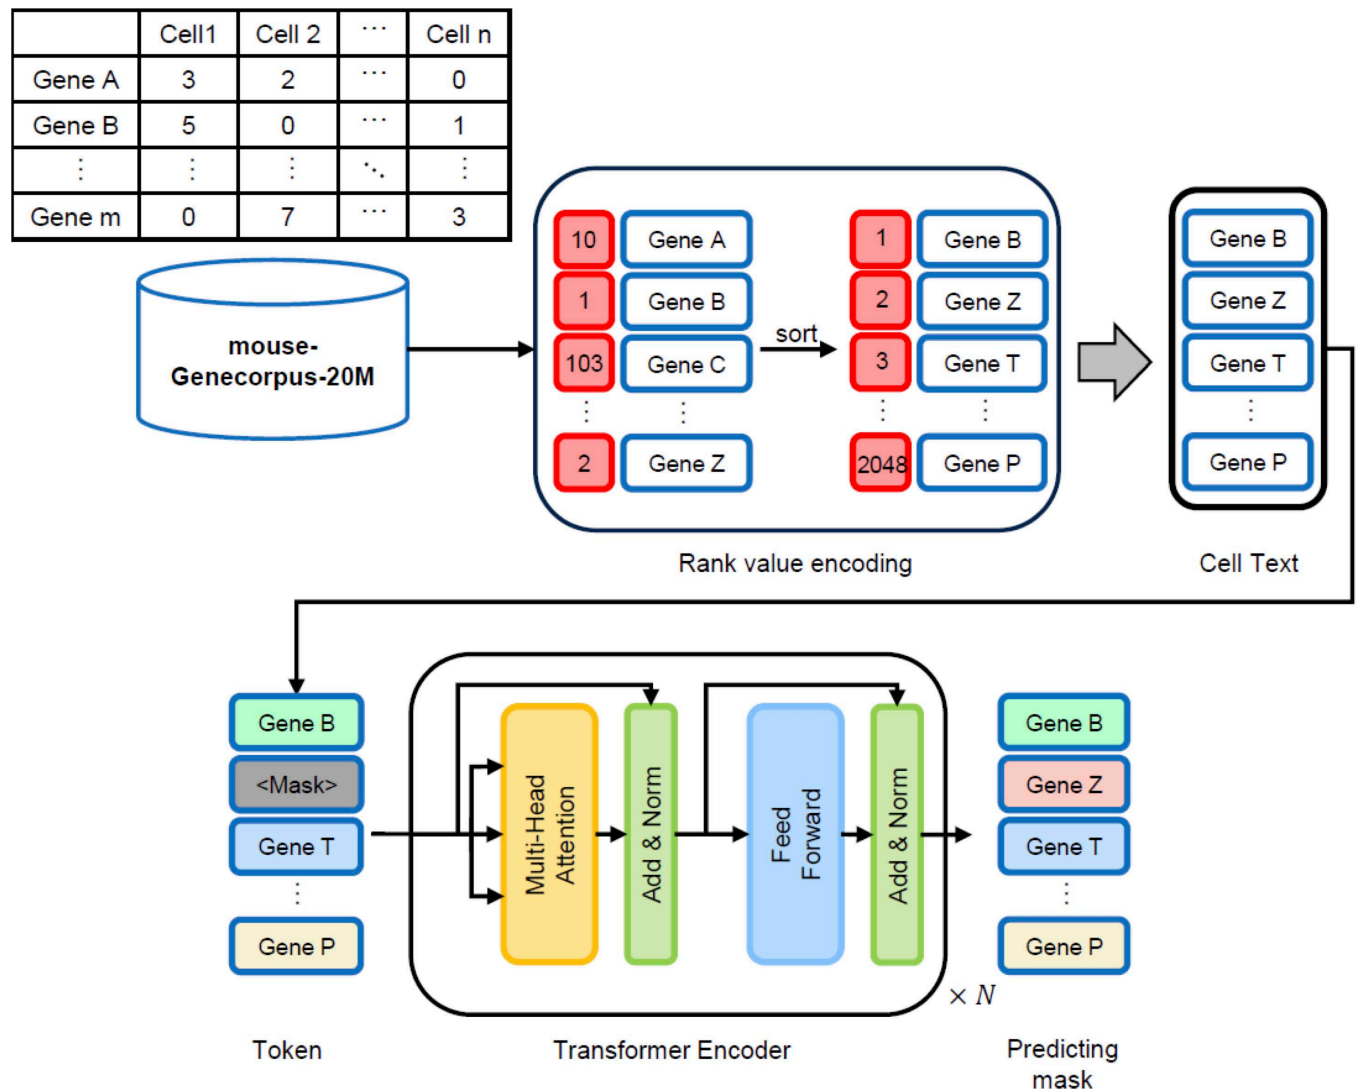 Cell1 Cell 2 ⋯ Cell n
Gene A 3 2 ⋯ 0
Gene B 5 0 ⋯ 1
⋮ ⋮ ⋮ ⋱ ⋮
Gene m 0 7 ⋯ 3
mouse-
Genecorpus-20M
10 Gene A
1 Gene B
103 Gene C
⋮ ⋮
2 Gene Z
sort
1 Gene B
2 Gene Z
3 Gene T
⋮ ⋮
2048 Gene P
Rank value encoding
Gene B
Gene Z
Gene T
⋮
Gene P
Cell Text
Gene B
<Mask>
Gene T
⋮
Gene P
Token
Multi-Head
Attention
Add & Norm
Feed
Forward
Add & Norm
× N
Transformer Encoder
Gene B
Gene Z
Gene T
⋮
Gene P
Predicting
mask